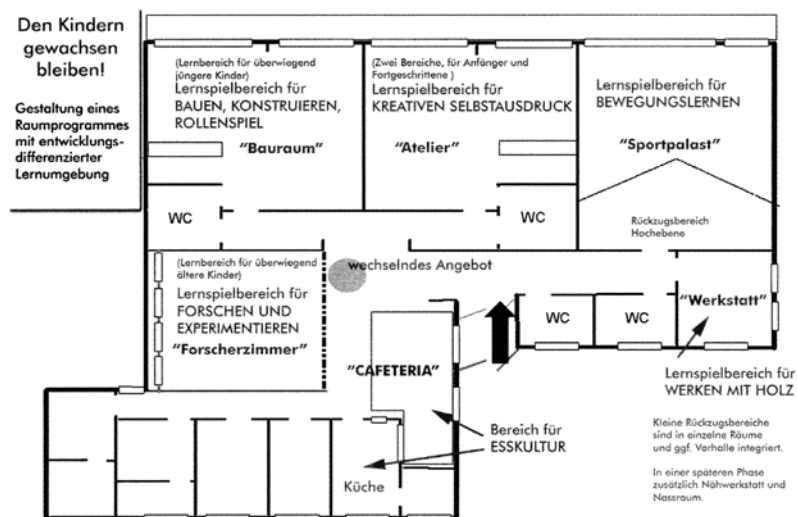 Den Kindern
gewachsen
bleiben!
Gestaltung eines
Raumprogrammes
mit entwicklungs-
differenzierter
Lernumgebung
(Lernbereich für überwiegend
jüngere Kinder)
Lernspielbereich für
BAUEN, KONSTRUIEREN,
ROLLENSPIEL
"Bauraum"
(Zwei Bereiche, für Anfänger und
Fortgeschrittene )
Lernspielbereich für
KREATIVEN SELBSTAUSDRUCK
"Atelier"
Lernspielbereich für
BEWEGUNGSLERNEN
"Sportpalast"
Rückzugsbereich
Hochebene
WC
WC
(Lernbereich für überwiegend
ältere Kinder)
Lernspielbereich für
FORSCHEN UND
EXPERIMENTIEREN
"Forscherzimmer"
wechselndes Angebot
"CAFETERIA"
WC
WC
"Werkstatt"
Lernspielbereich für
WERKEN MIT HOLZ
Bereich für
ESSKULTUR
Küche
Kleine Rückzugsbereiche
sind in einzelne Räume
und ggf. Vorhalle integriert.
In einer späteren Phase
zusätzlich Nähwerkstatt und
Nassraum.